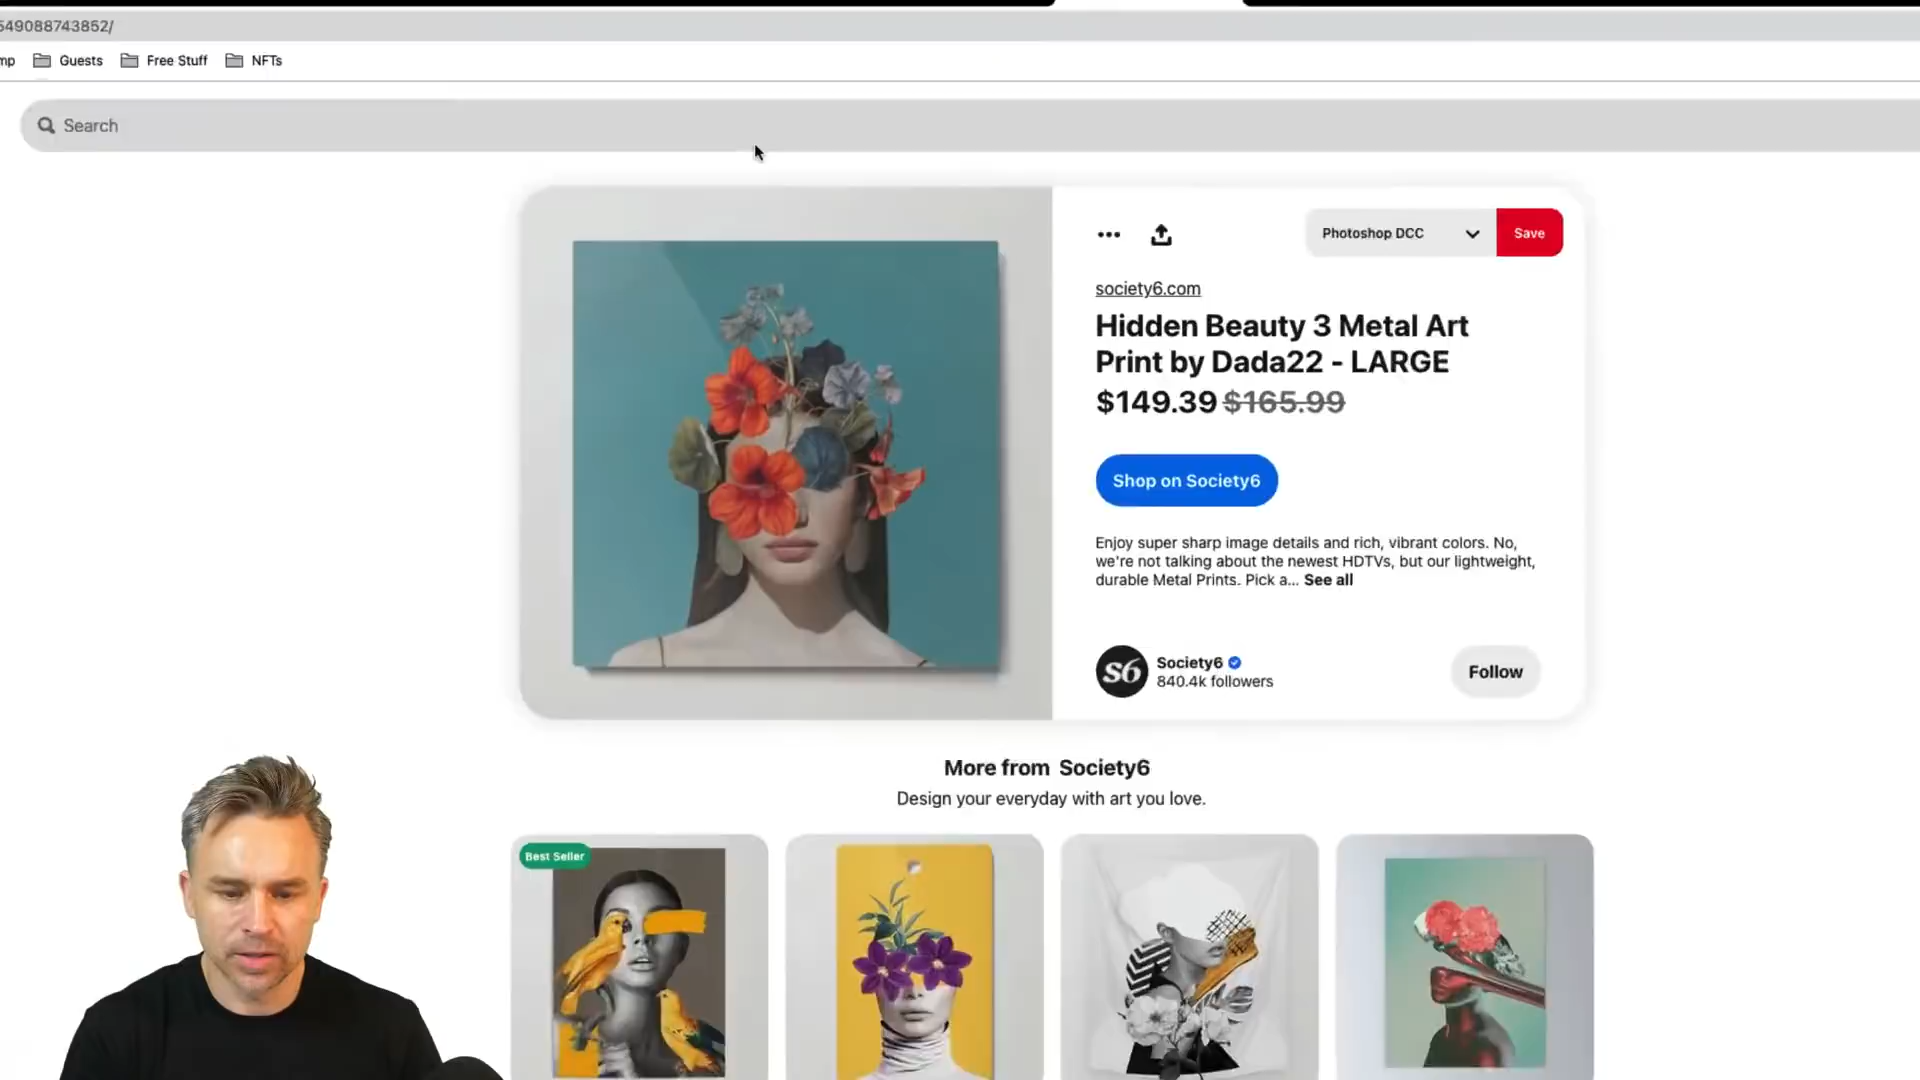 549088743852/
mp Guests Free Stuff NFTs
Search
Photoshop DCC Save
society6.com
Hidden Beauty 3 Metal Art
Print by Dada22 - LARGE
$149.39 $165.99
Shop on Society6
Enjoy super sharp image details and rich, vibrant colors. No,
we're not talking about the newest HDTVs, but our lightweight,
durable Metal Prints. Pick a... See all
S6
Society6
840.4k followers
Follow
More from Society6
Design your everyday with art you love.
Best Seller